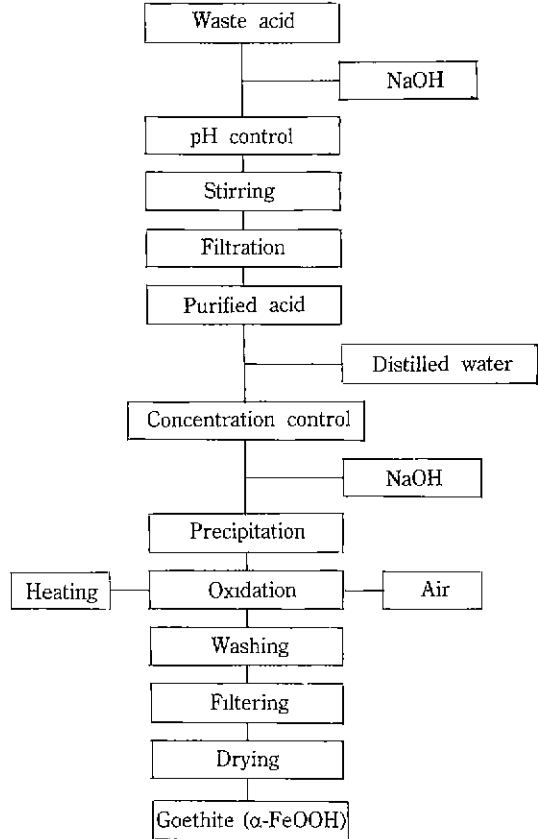 Waste acid
NaOH
pH control
Stirring
Filtration
Purified acid
Distilled water
Concentration control
NaOH
Precipitation
Heating
Oxidation
Air
Washing
Filtering
Drying
Goethite (α-FeOOH)